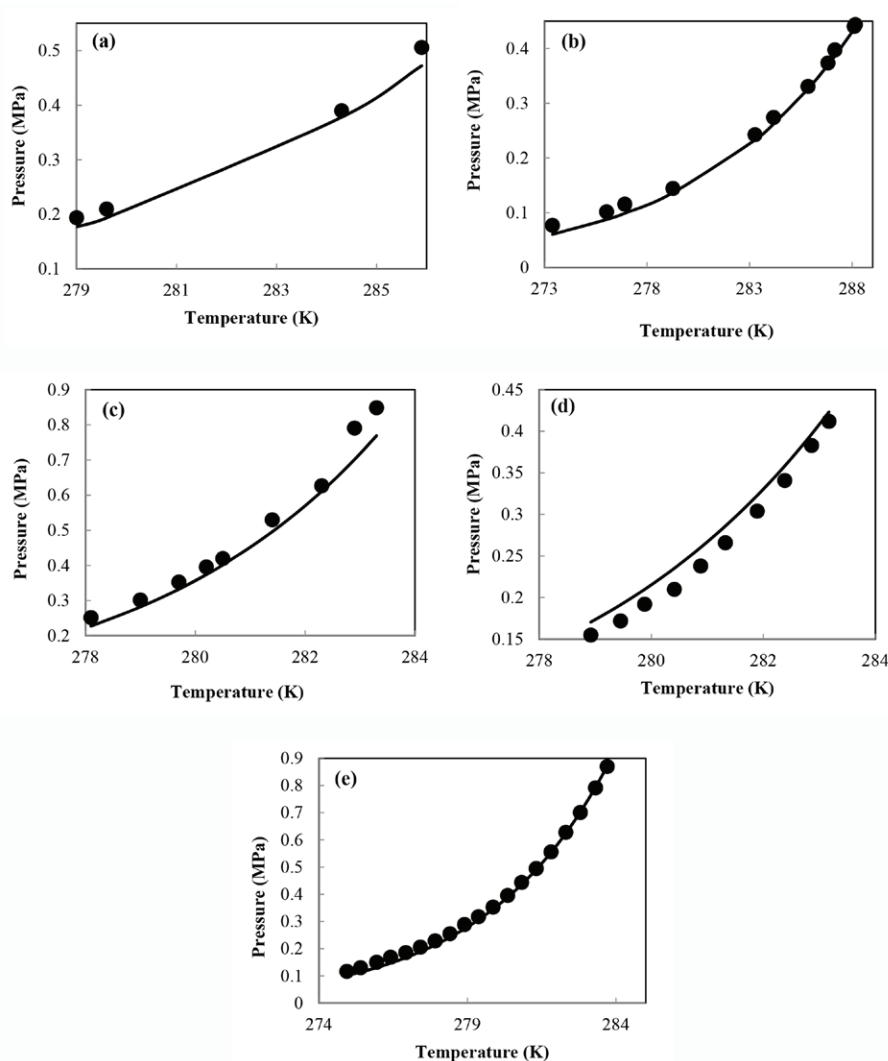 (a)
0.5
0.4
0.3
0.2
0.1
279 281 283 285
Pressure (MPa)
Temperature (K)
(b)
0.4
0.3
0.2
0.1
0
273 278 283 288
Pressure (MPa)
Temperature (K)
(c)
0.9
0.8
0.7
0.6
0.5
0.4
0.3
0.2
278 280 282 284
Pressure (MPa)
Temperature (K)
(d)
0.45
0.4
0.35
0.3
0.25
0.2
0.15
278 280 282 284
Pressure (MPa)
Temperature (K)
(e)
0.9
0.8
0.7
0.6
0.5
0.4
0.3
0.2
0.1
0
274 279 284
Pressure (MPa)
Temperature (K)